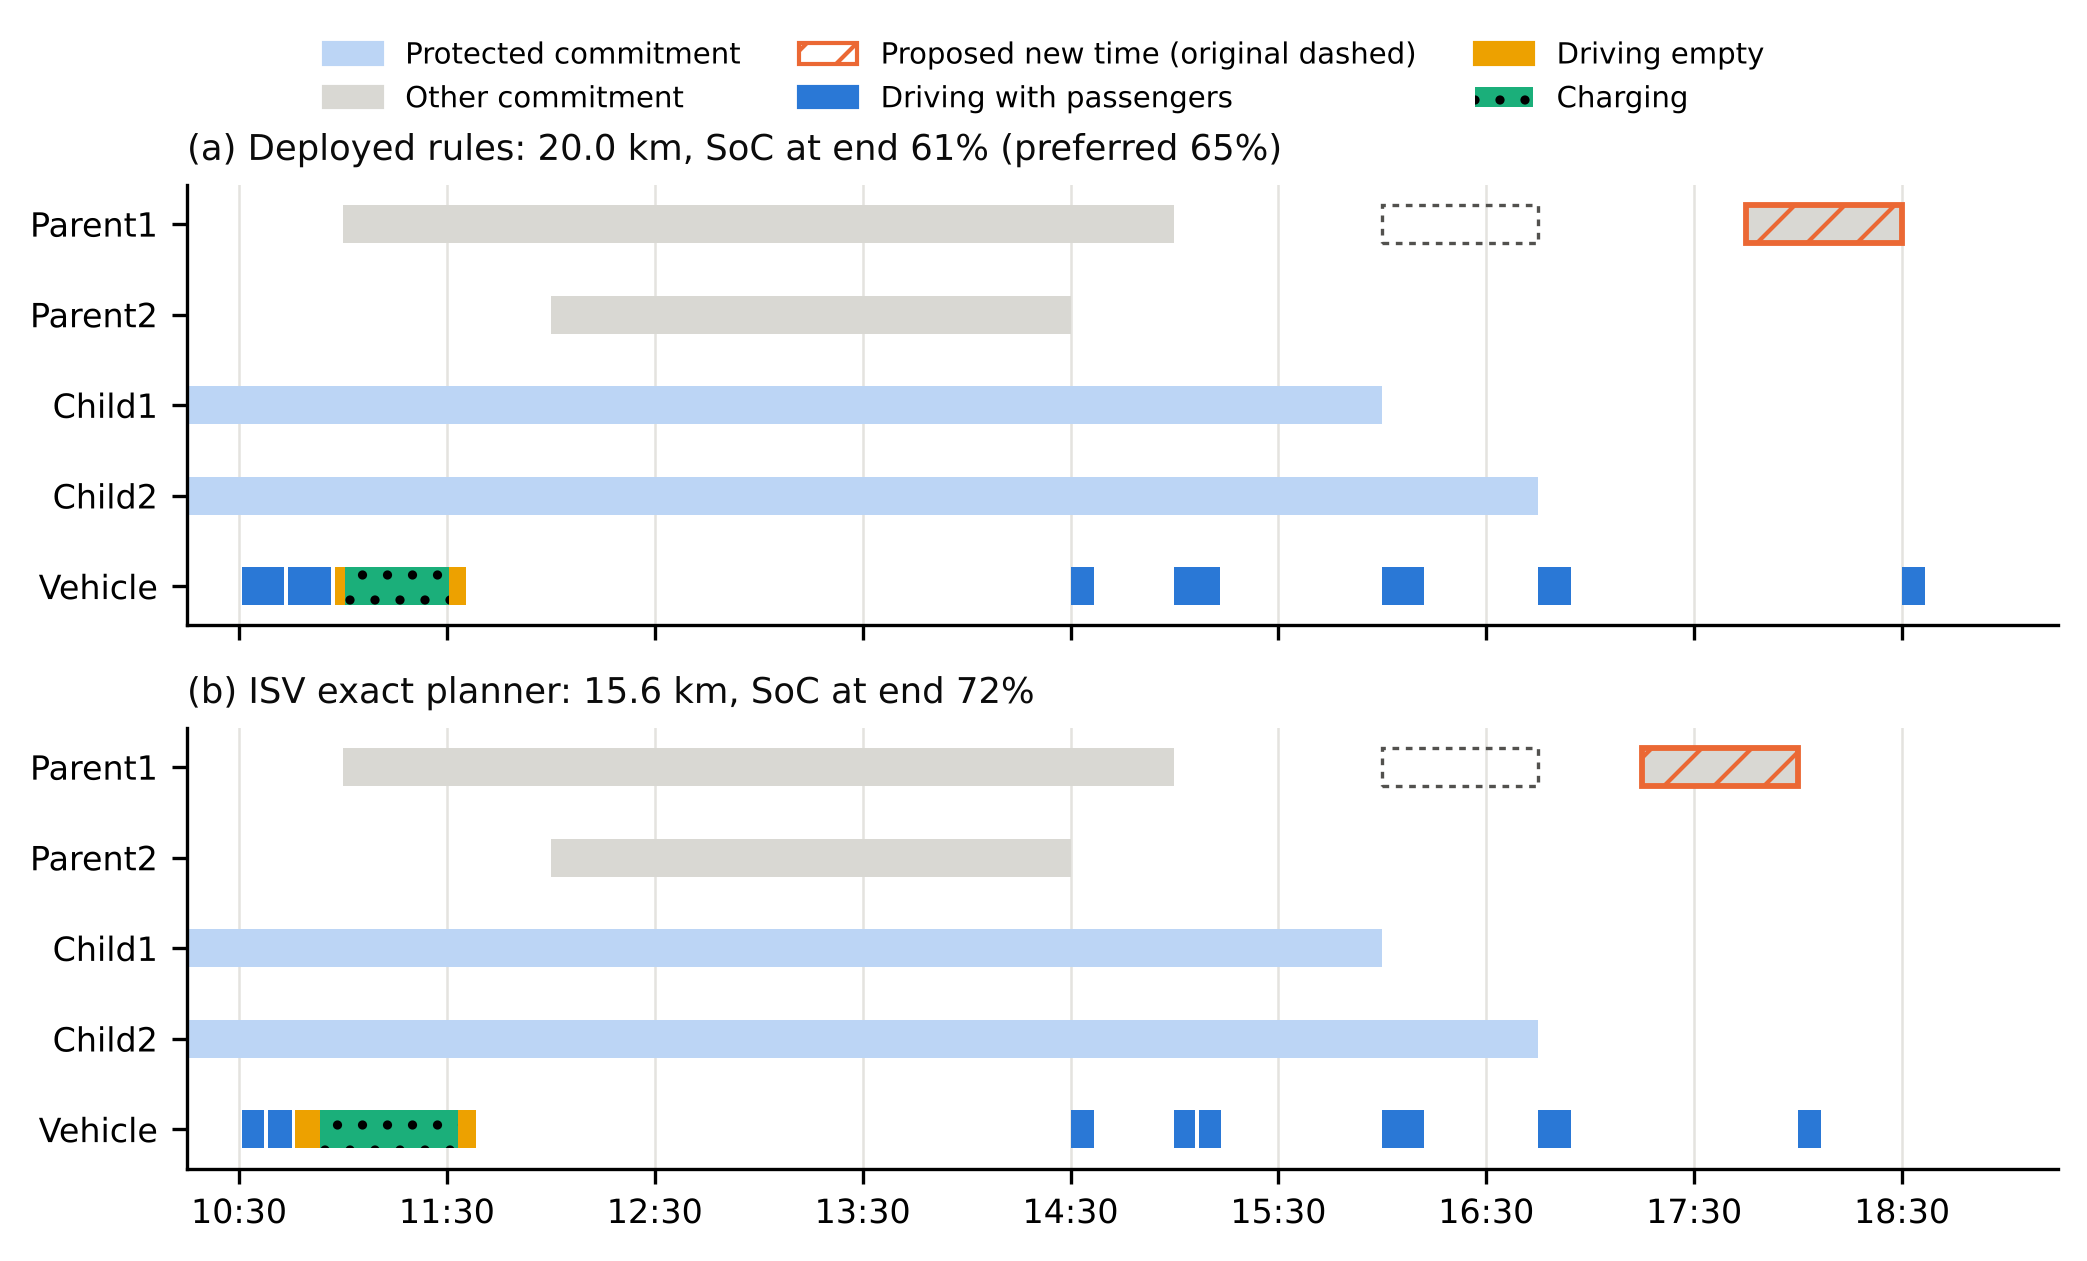 Protected commitment
Proposed new time (original dashed)
Driving empty
Other commitment
Driving with passengers
Charging
(a) Deployed rules: 20.0 km, SoC at end 61% (preferred 65%)
Parent1
Parent2
Child1
Child2
Vehicle
(b) ISV exact planner: 15.6 km, SoC at end 72%
Parent1
Parent2
Child1
Child2
Vehicle
10:30 11:30 12:30 13:30 14:30 15:30 16:30 17:30 18:30